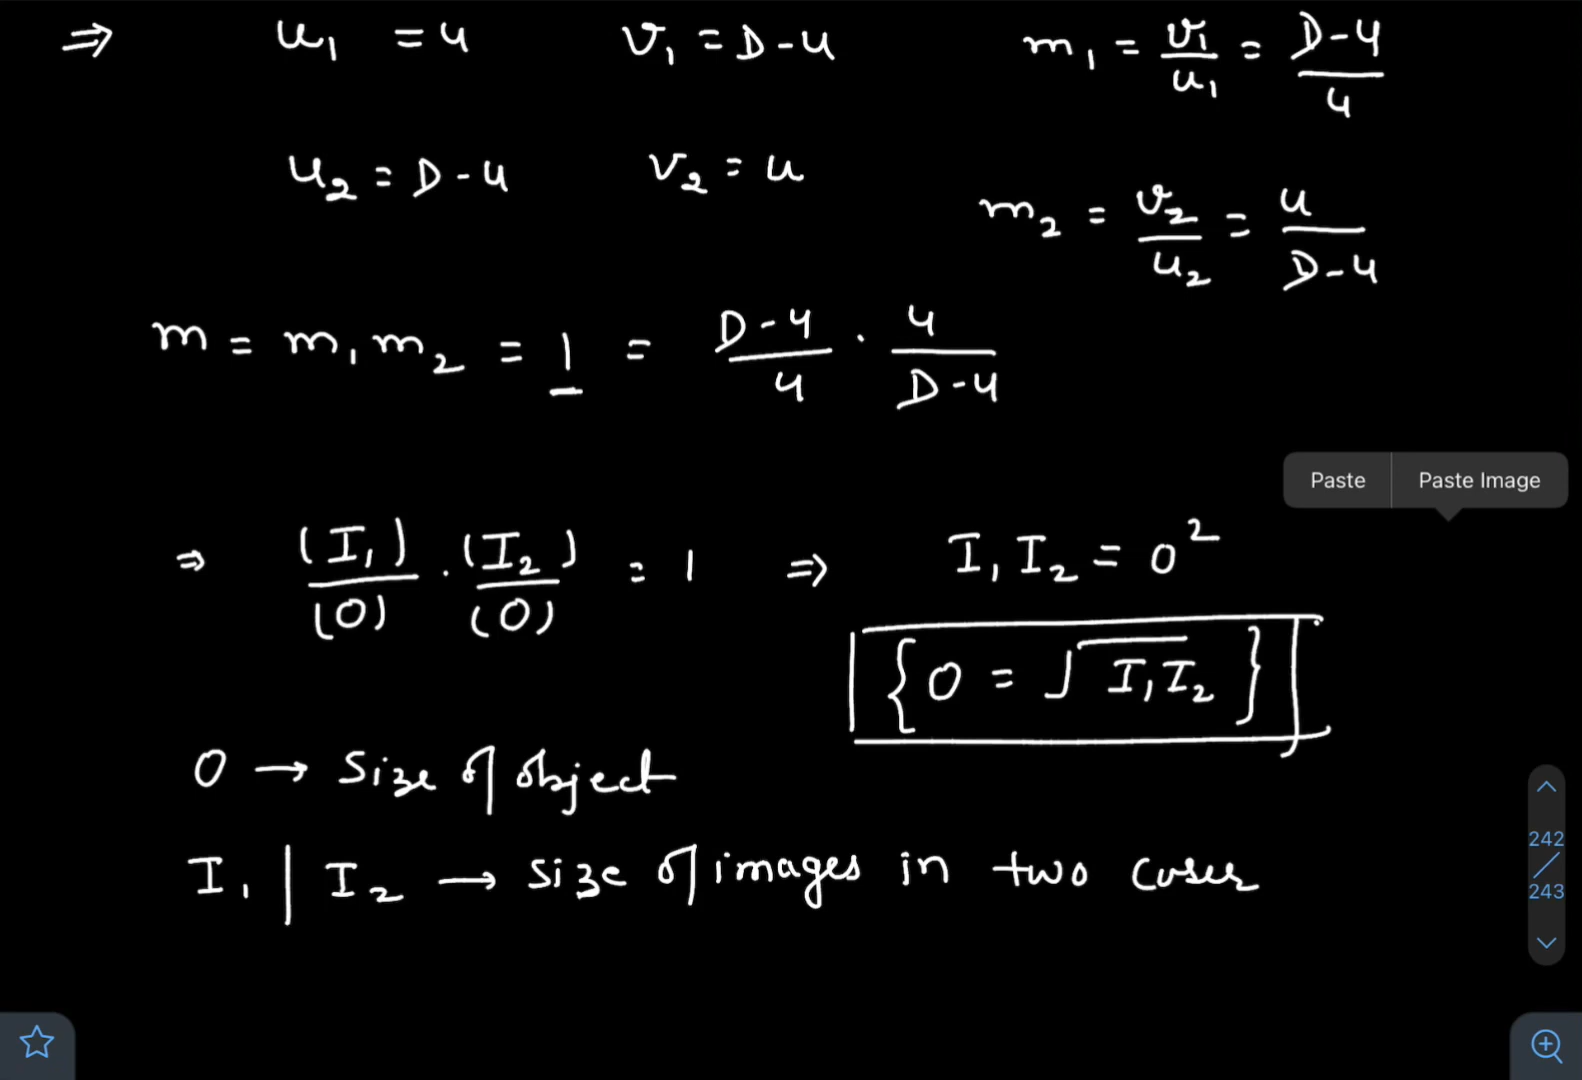 ⇒ u₁ = u v₁ = D-u m₁ = v₁/u₁ = D-u/u
u₂ = D-u v₂ = u
m₂ = v₂/u₂ = u/D-u
m = m₁m₂ = 1 = D-u/u · u/D-u
Paste Paste Image
⇒ (I₁)/(O) · (I₂)/(O) = 1 ⇒ I₁I₂ = O²
{O = √I₁I₂}
O → Size of object
I₁ | I₂ → size of images in two cases
242
/
243